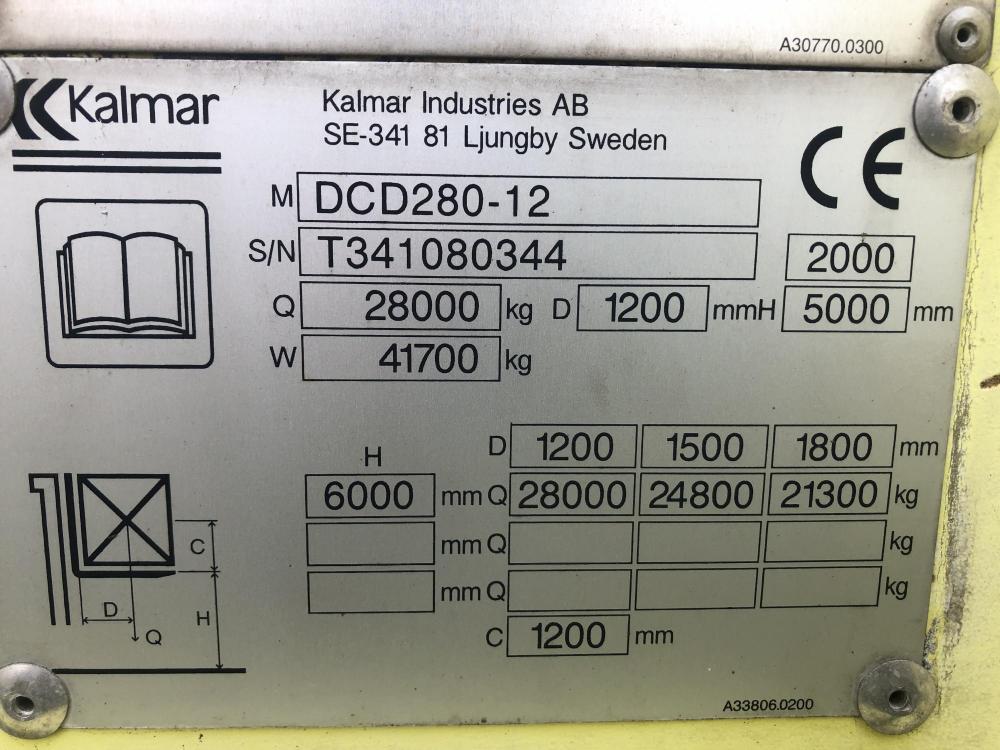 A30770.0300
Kalmar
Kalmar Industries AB
SE-341 81 Ljungby Sweden
CE
M DCD280-12
S/N T341080344 2000
Q 28000 kg D 1200 mm H 5000 mm
W 41700 kg
H D 1200 1500 1800 mm
6000 mm Q 28000 24800 21300 kg
mm Q kg
mm Q kg
C 1200 mm
C
D
H
Q
A33806.0200